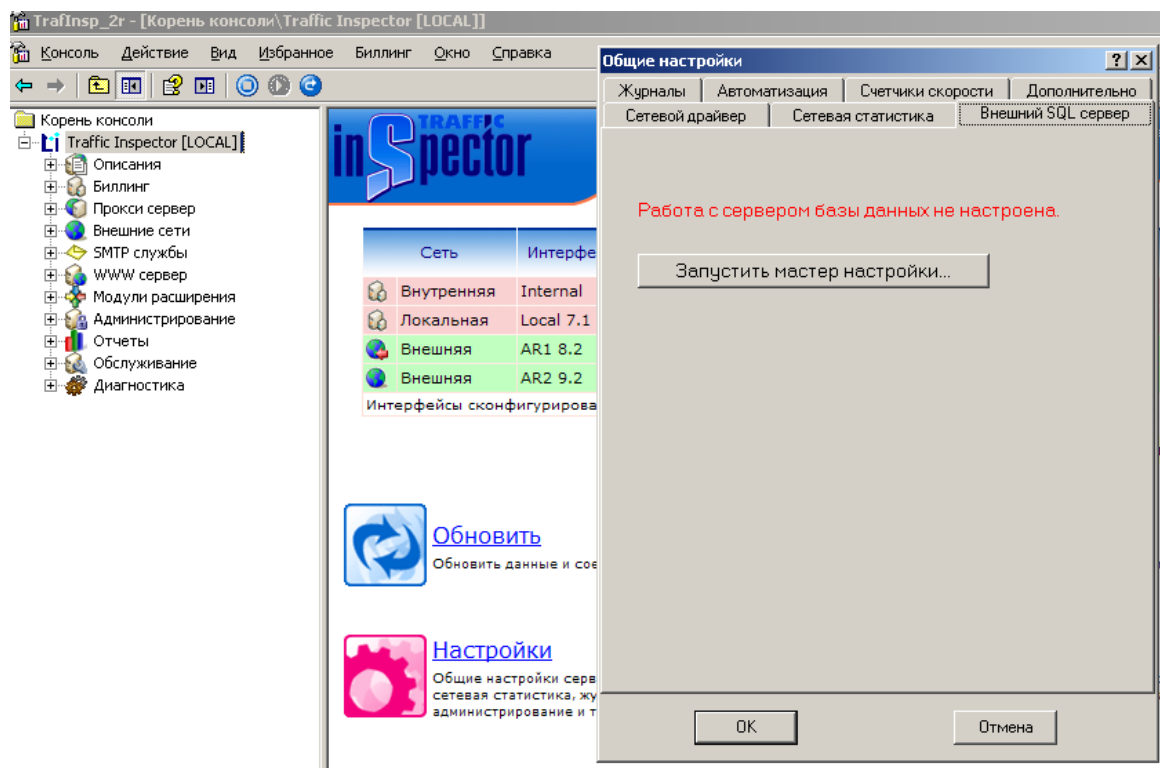 TrafInsp_2r - [Корень консоли\Traffic Inspector [LOCAL]]
Консоль Действие Вид Избранное Биллинг Окно Справка
Корень консоли
Traffic Inspector [LOCAL]
Описания
Биллинг
Прокси сервер
Внешние сети
SMTP службы
WWW сервер
Модули расширения
Администрирование
Отчеты
Обслуживание
Диагностика
TRAFFIC
inSpector
Сеть Интерфе
Внутренняя Internal
Локальная Local 7.1
Внешняя AR1 8.2
Внешняя AR2 9.2
Интерфейсы сконфигурирова
Обновить
Обновить данные и сое
Настройки
Общие настройки серв
сетевая статистика, жу
администрирование и т
Общие настройки
Журналы Автоматизация Счетчики скорости Дополнительно
Сетевой драйвер Сетевая статистика Внешний SQL сервер
Работа с сервером базы данных не настроена.
Запустить мастер настройки...
OK Отмена